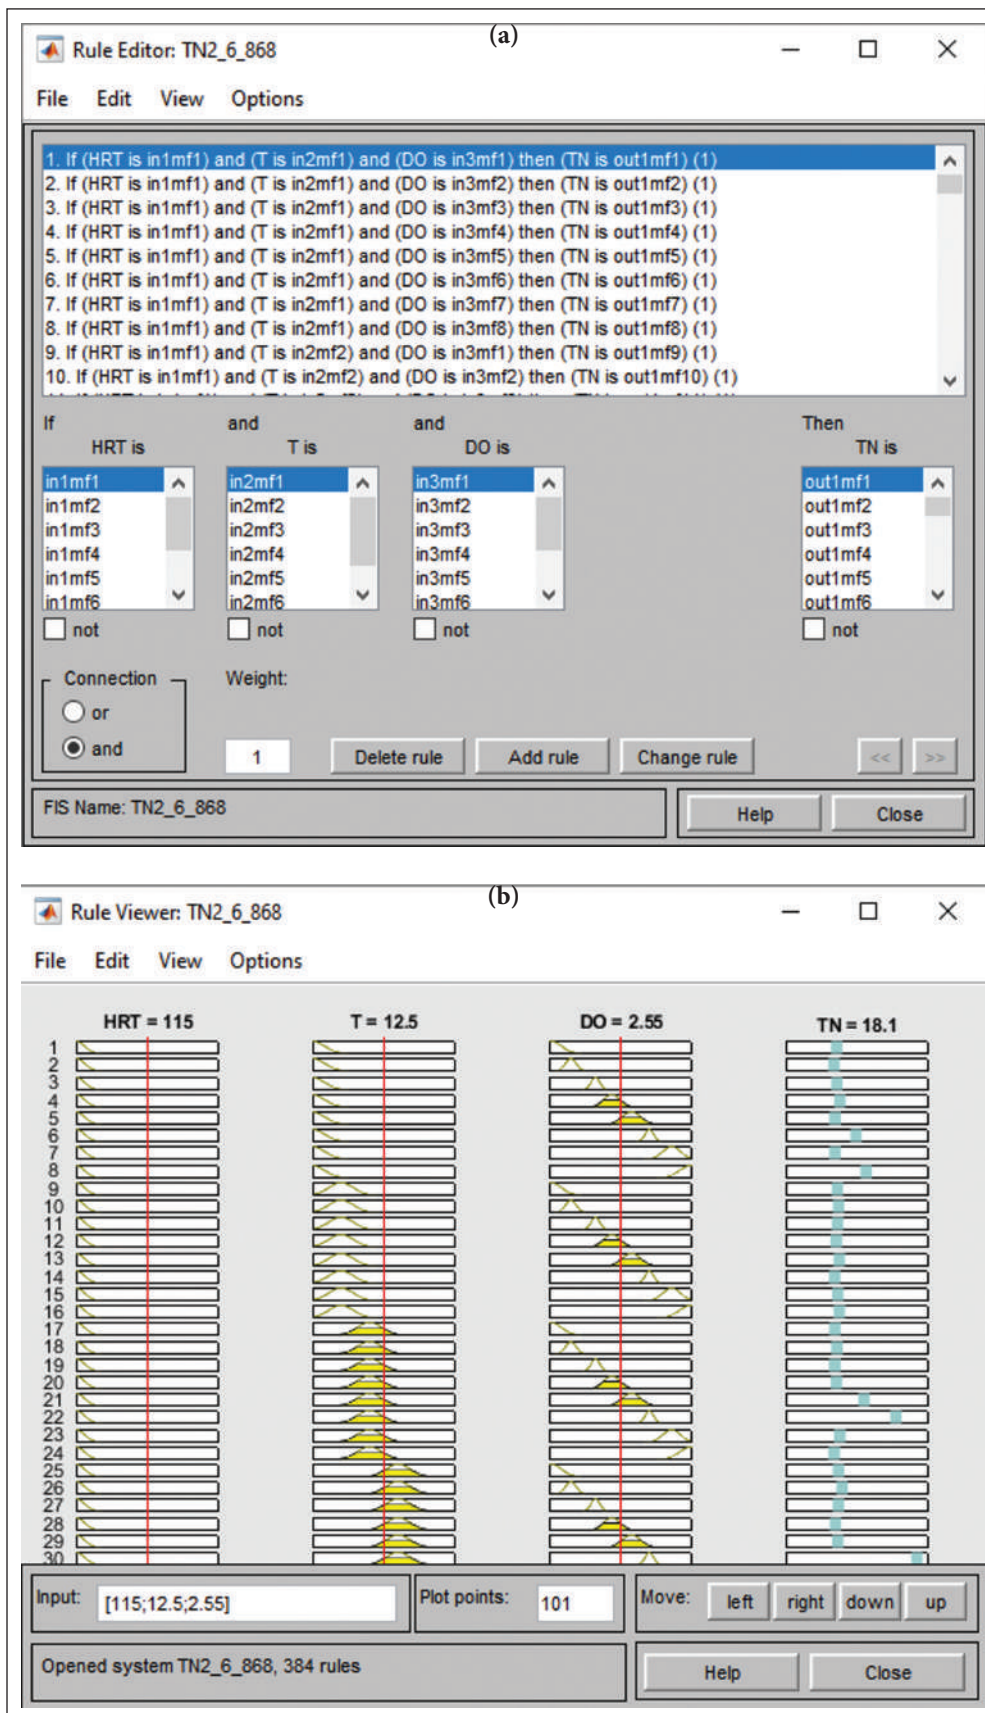 (a)
Rule Editor: TN2_6_868
File Edit View Options
1. If (HRT is in1mf1) and (T is in2mf1) and (DO is in3mf1) then (TN is out1mf1) (1)
2. If (HRT is in1mf1) and (T is in2mf1) and (DO is in3mf2) then (TN is out1mf2) (1)
3. If (HRT is in1mf1) and (T is in2mf1) and (DO is in3mf3) then (TN is out1mf3) (1)
4. If (HRT is in1mf1) and (T is in2mf1) and (DO is in3mf4) then (TN is out1mf4) (1)
5. If (HRT is in1mf1) and (T is in2mf1) and (DO is in3mf5) then (TN is out1mf5) (1)
6. If (HRT is in1mf1) and (T is in2mf1) and (DO is in3mf6) then (TN is out1mf6) (1)
7. If (HRT is in1mf1) and (T is in2mf1) and (DO is in3mf7) then (TN is out1mf7) (1)
8. If (HRT is in1mf1) and (T is in2mf1) and (DO is in3mf8) then (TN is out1mf8) (1)
9. If (HRT is in1mf1) and (T is in2mf2) and (DO is in3mf1) then (TN is out1mf9) (1)
10. If (HRT is in1mf1) and (T is in2mf2) and (DO is in3mf2) then (TN is out1mf10) (1)
If and and Then
HRT is T is DO is TN is
in1mf1 in2mf1 in3mf1 out1mf1
in1mf2 in2mf2 in3mf2 out1mf2
in1mf3 in2mf3 in3mf3 out1mf3
in1mf4 in2mf4 in3mf4 out1mf4
in1mf5 in2mf5 in3mf5 out1mf5
in1mf6 in2mf6 in3mf6 out1mf6
not not not not
Connection Weight:
or
and 1 Delete rule Add rule Change rule << >>
FIS Name: TN2_6_868 Help Close
(b)
Rule Viewer: TN2_6_868
File Edit View Options
HRT = 115 T = 12.5 DO = 2.55 TN = 18.1
1
2
3
4
5
6
7
8
9
10
11
12
13
14
15
16
17
18
19
20
21
22
23
24
25
26
27
28
29
30
Input: [115;12.5;2.55] Plot points: 101 Move: left right down up
Opened system TN2_6_868, 384 rules Help Close